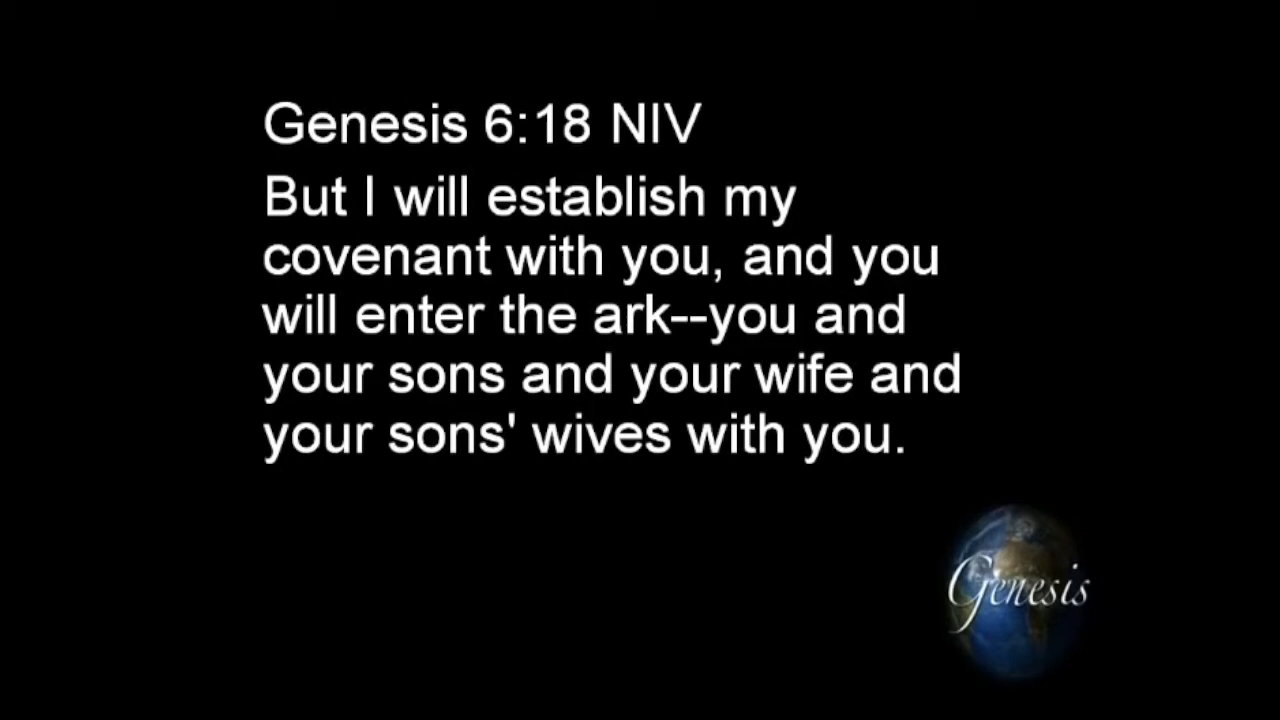 Genesis 6:18 NIV
But I will establish my
covenant with you, and you
will enter the ark--you and
your sons and your wife and
your sons' wives with you.
Genesis